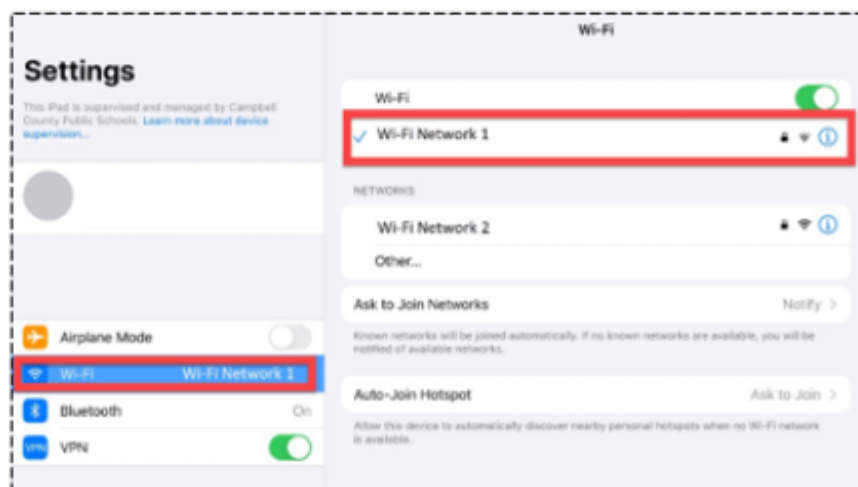 Wi-Fi
Settings
This iPad is supervised and managed by Campbell
County Public Schools. Learn more about device
supervision...
Wi-Fi
Wi-Fi Network 1
NETWORKS
Wi-Fi Network 2
Other...
Ask to Join Networks Notify
Known networks will be joined automatically. If no known networks are available, you will be
notified of available networks.
Auto-Join Hotspot Ask to Join
Allow this device to automatically discover nearby personal hotspots when no Wi-Fi network
is available.
Airplane Mode
Wi-Fi Wi-Fi Network 1
Bluetooth On
VPN VPN